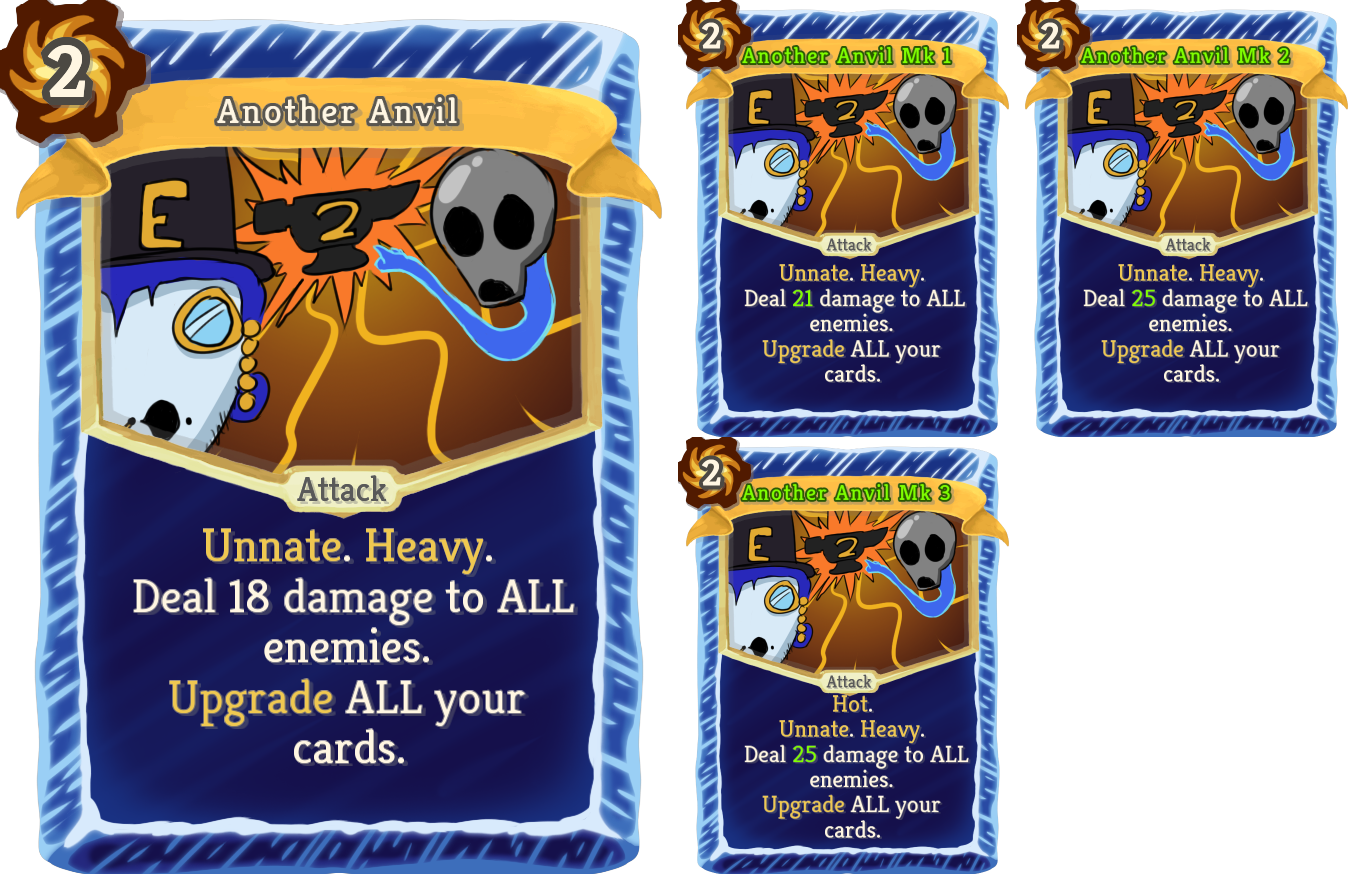 2
Another Anvil
E
2
Attack
Unnate. Heavy.
Deal 18 damage to ALL
enemies.
Upgrade ALL your
cards.
2
Another Anvil Mk 1
E
2
Attack
Unnate. Heavy.
Deal 21 damage to ALL
enemies.
Upgrade ALL your
cards.
2
Another Anvil Mk 2
E
2
Attack
Unnate. Heavy.
Deal 25 damage to ALL
enemies.
Upgrade ALL your
cards.
2
Another Anvil Mk 3
E
2
Attack
Hot.
Unnate. Heavy.
Deal 25 damage to ALL
enemies.
Upgrade ALL your
cards.